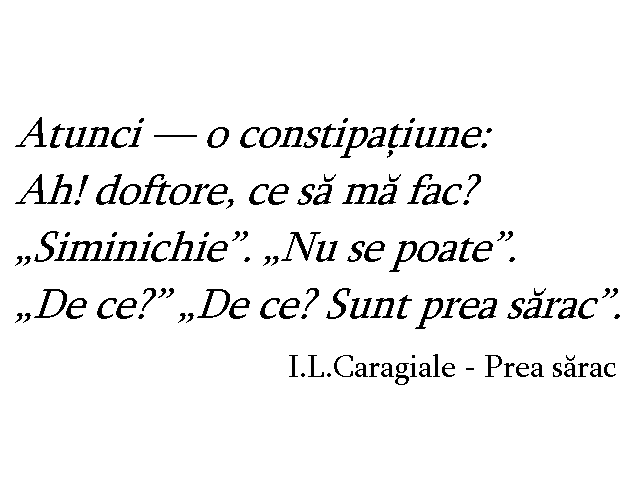 Atunci — o constipațiune:
Ah! doftore, ce să mă fac?
„Siminichie”. „Nu se poate”.
„De ce?” „De ce? Sunt prea sărac”.
I.L.Caragiale - Prea sărac